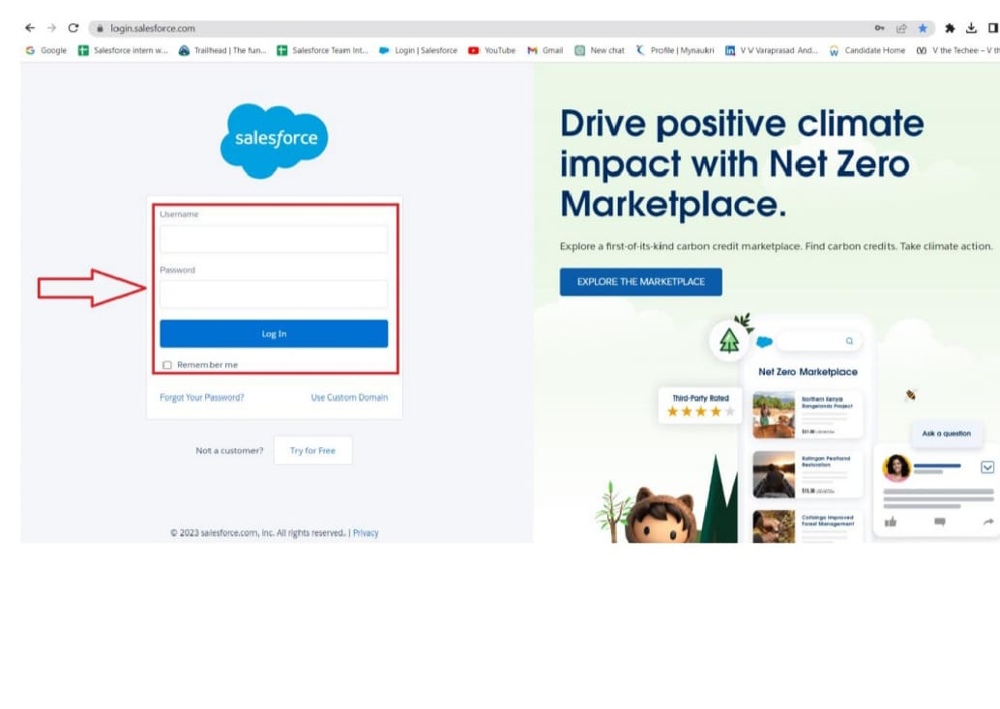 login.salesforce.com
Google
Salesforce intern w...
Trailhead | The fun...
Salesforce Team Int...
Login | Salesforce
YouTube
Gmail
New chat
Profile | Mynaukri
V V Varaprasad And...
Candidate Home
V the Techee – V th
salesforce
Username
Password
Log In
Remember me
Forgot Your Password?
Use Custom Domain
Not a customer?
Try for Free
© 2023 salesforce.com, inc. All rights reserved. | Privacy
Drive positive climate
impact with Net Zero
Marketplace.
Explore a first-of-its-kind carbon credit marketplace. Find carbon credits. Take climate action.
EXPLORE THE MARKETPLACE
Net Zero Marketplace
Third-Party Rated
Northern Kenya
Rangelands Project
Katingan Peatland
Restoration
Improved
Forest Management
Ask a question